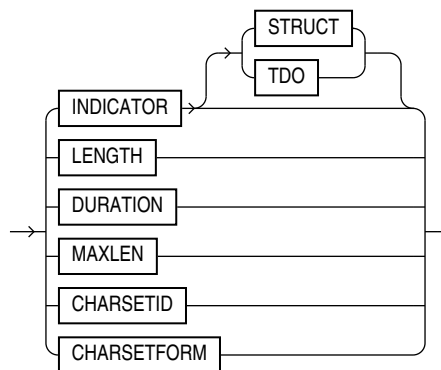 STRUCT
TDO
INDICATOR
LENGTH
DURATION
MAXLEN
CHARSETID
CHARSETFORM